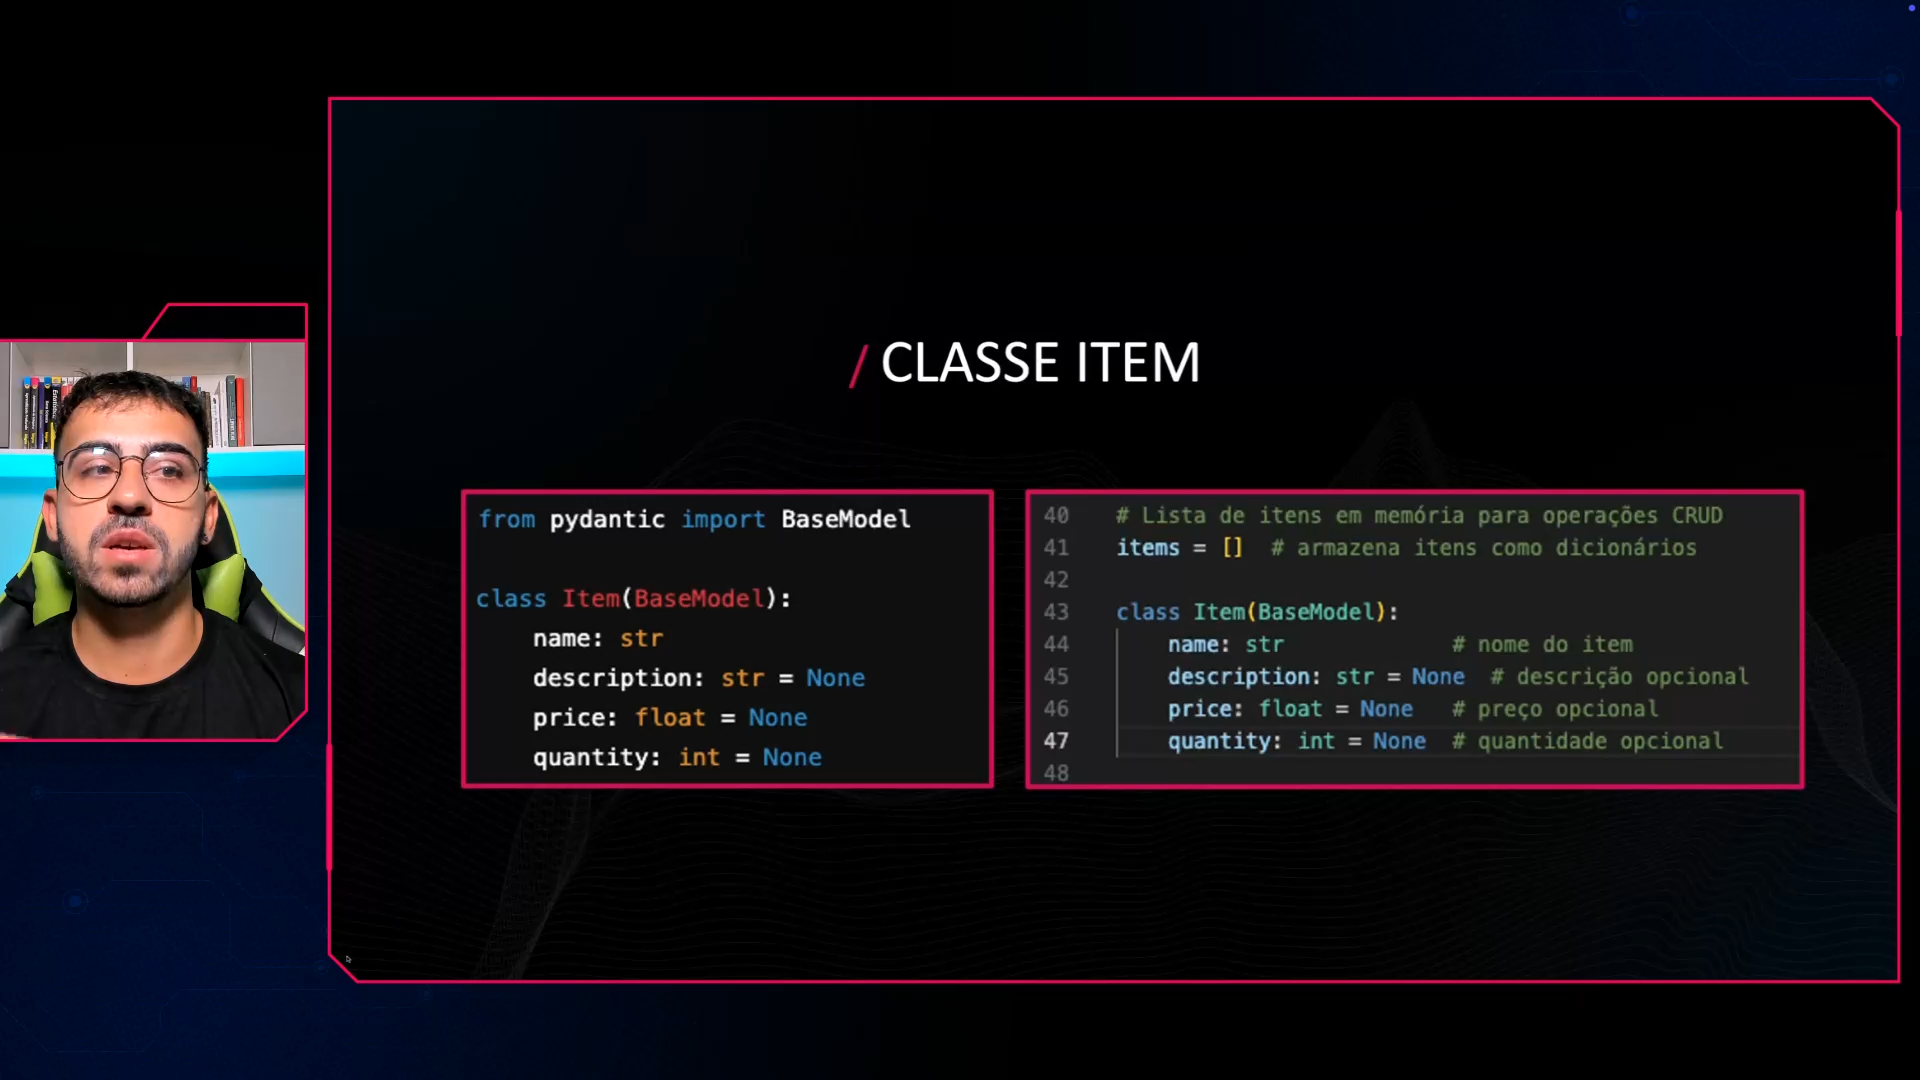 / CLASSE ITEM
from pydantic import BaseModel
class Item(BaseModel):
name: str
description: str = None
price: float = None
quantity: int = None
40 # Lista de itens em memória para operações CRUD
41 items = [] # armazena itens como dicionários
42
43 class Item(BaseModel):
44 name: str # nome do item
45 description: str = None # descrição opcional
46 price: float = None # preço opcional
47 quantity: int = None # quantidade opcional
48